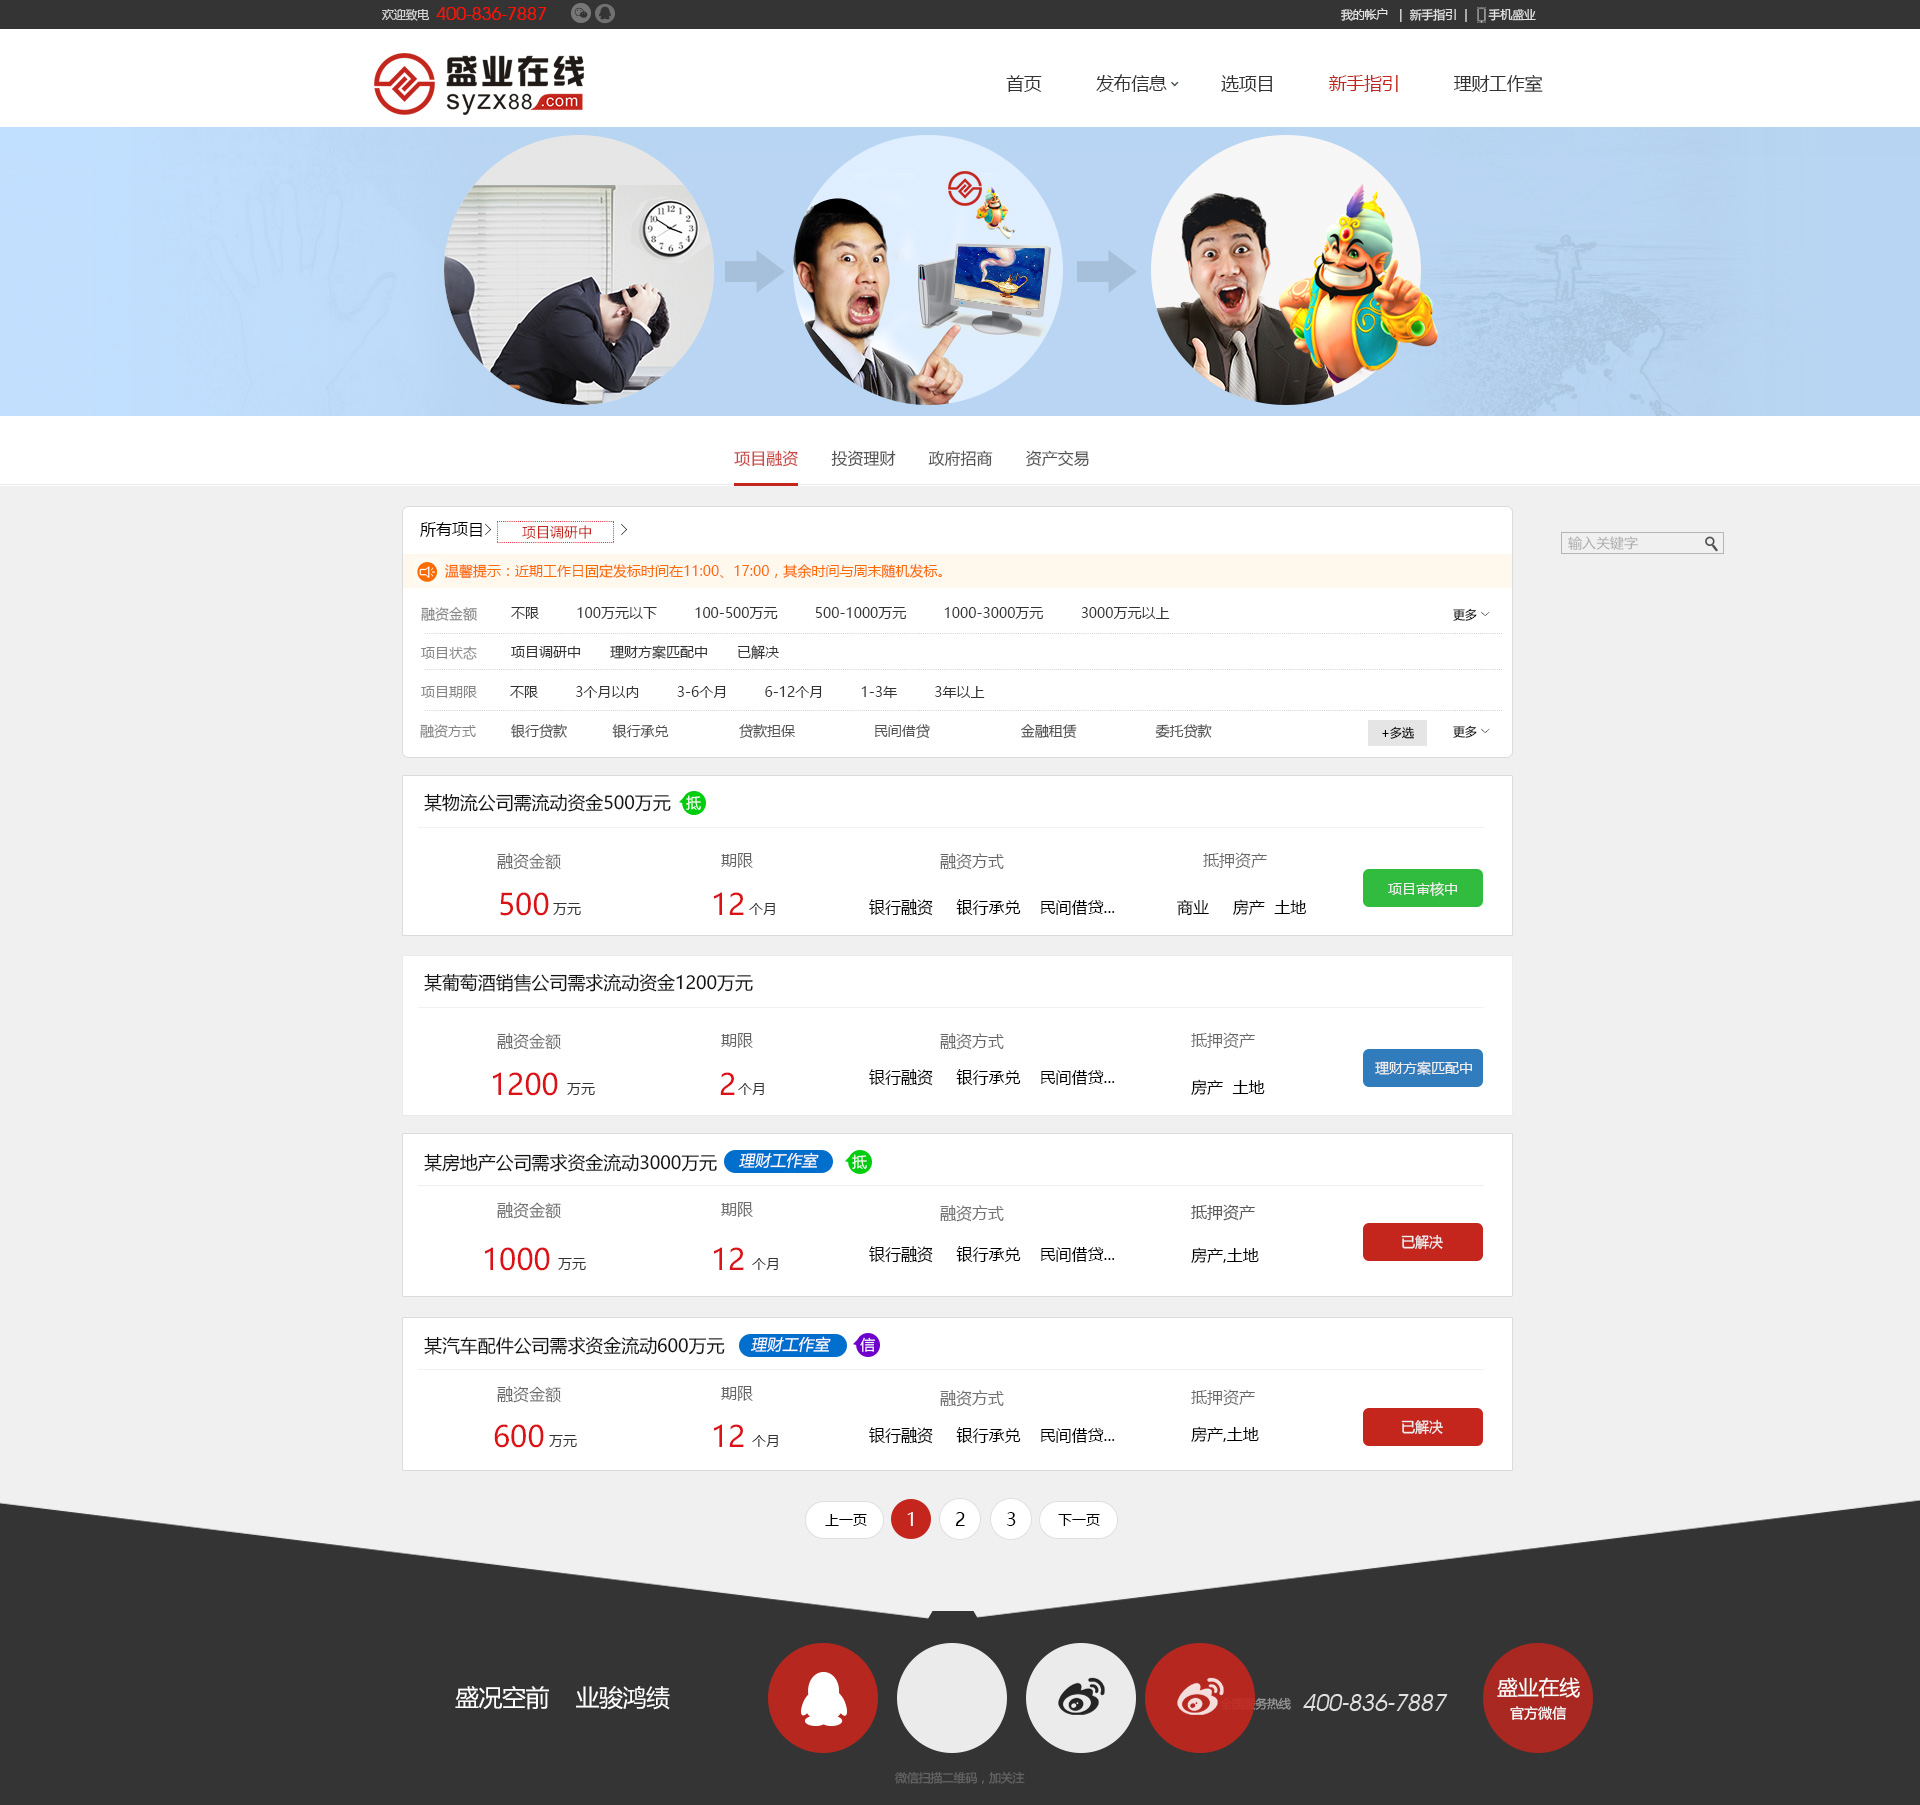 欢迎致电 400-836-7887
我的帐户 | 新手指引 | 手机盛业
盛业在线
syzx88.com
首页 发布信息 选项目 新手指引 理财工作室
项目融资 投资理财 政府招商 资产交易
所有项目 项目调研中
输入关键字
温馨提示：近期工作日固定发标时间在11:00、17:00，其余时间与周末随机发标。
融资金额 不限 100万元以下 100-500万元 500-1000万元 1000-3000万元 3000万元以上 更多
项目状态 项目调研中 理财方案匹配中 已解决
项目期限 不限 3个月以内 3-6个月 6-12个月 1-3年 3年以上
融资方式 银行贷款 银行承兑 贷款担保 民间借贷 金融租赁 委托贷款 +多选 更多
某物流公司需流动资金500万元 抵
融资金额 期限 融资方式 抵押资产
500万元 12个月 银行融资 银行承兑 民间借贷... 商业 房产 土地 项目审核中
某葡萄酒销售公司需求流动资金1200万元
融资金额 期限 融资方式 抵押资产
1200 万元 2个月 银行融资 银行承兑 民间借贷... 房产 土地 理财方案匹配中
某房地产公司需求资金流动3000万元 理财工作室 抵
融资金额 期限 融资方式 抵押资产
1000 万元 12 个月 银行融资 银行承兑 民间借贷... 房产,土地 已解决
某汽车配件公司需求资金流动600万元 理财工作室 信
融资金额 期限 融资方式 抵押资产
600 万元 12 个月 银行融资 银行承兑 民间借贷... 房产,土地 已解决
上一页 1 2 3 下一页
盛况空前 业骏鸿绩
务热线 400-836-7887
盛业在线
官方微信
微信扫描二维码，加关注